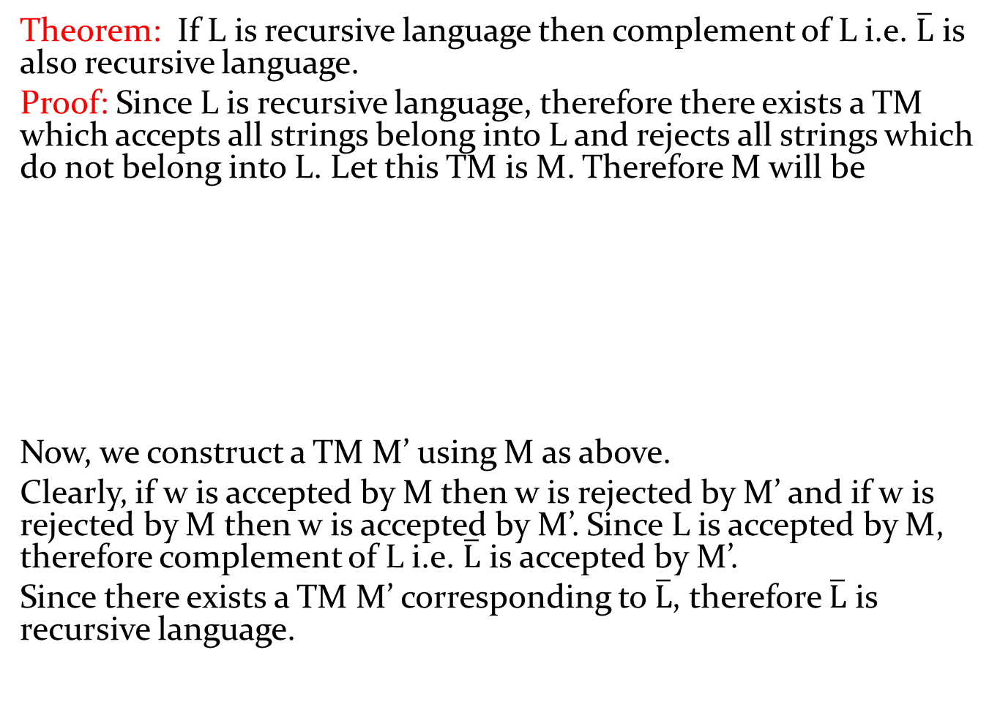 Theorem:  If L is recursive language then complement of L i.e. L̅ is
also recursive language.
Proof: Since L is recursive language, therefore there exists a TM
which accepts all strings belong into L and rejects all strings which
do not belong into L. Let this TM is M. Therefore M will be
Now, we construct a TM M’ using M as above.
Clearly, if w is accepted by M then w is rejected by M’ and if w is
rejected by M then w is accepted by M’. Since L is accepted by M,
therefore complement of L i.e. L̅ is accepted by M’.
Since there exists a TM M’ corresponding to L̅, therefore L̅ is
recursive language.